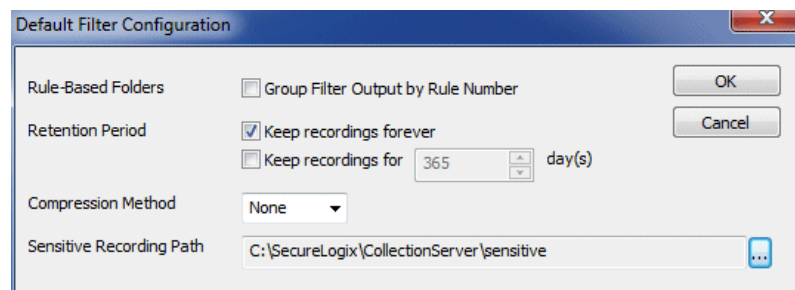 Default Filter Configuration
Rule-Based Folders
Group Filter Output by Rule Number
OK
Retention Period
Keep recordings forever
Cancel
Keep recordings for 365 day(s)
Compression Method
None
Sensitive Recording Path
C:\SecureLogix\CollectionServer\sensitive
...